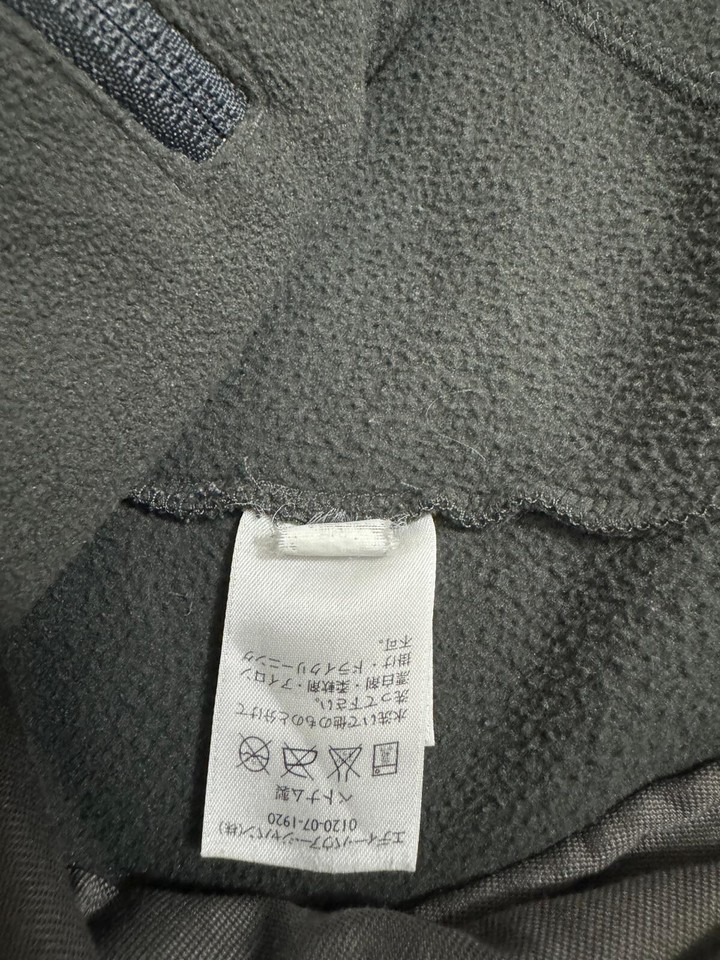 エディー・バウアー・ジャパン(株)
0120-07-1920
ベトナム製
水洗いで他のものと分けて
洗って下さい。
漂白剤・柔軟剤・アイロン
掛け・ドライクリーニング
不可。